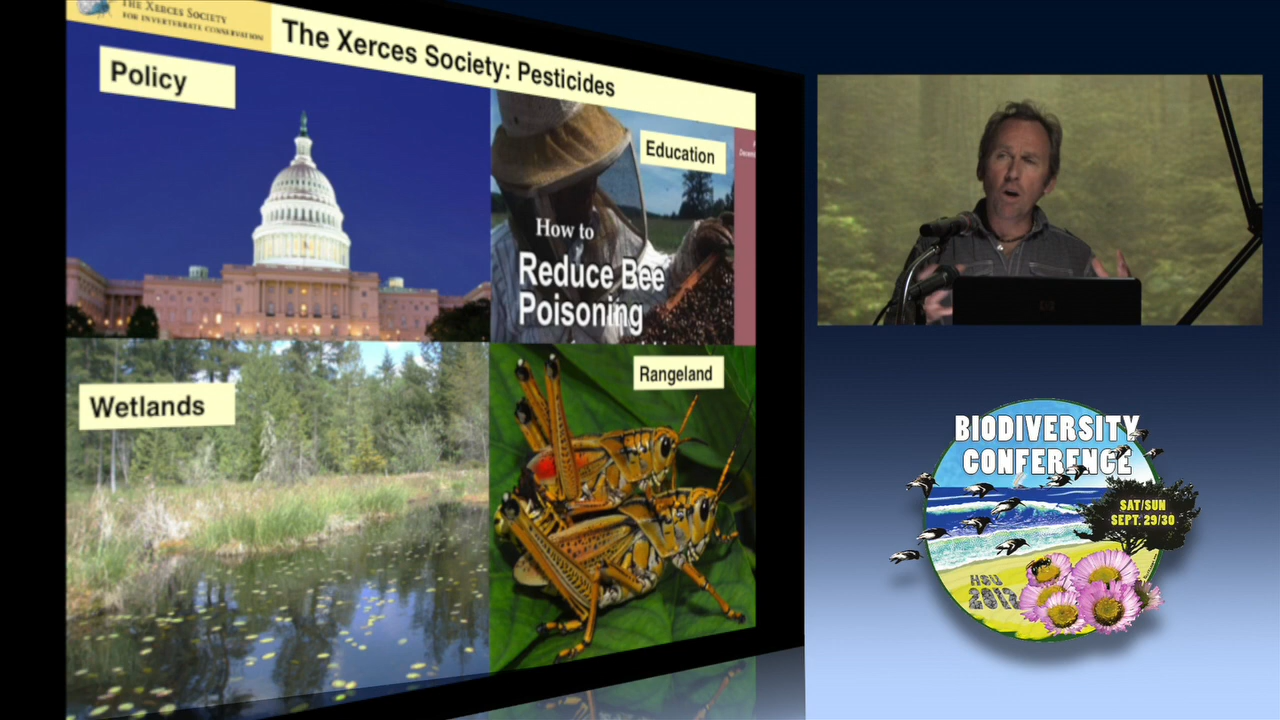 THE XERCES SOCIETY
FOR INVERTEBRATE CONSERVATION
The Xerces Society: Pesticides
Policy
Education
How to
Reduce Bee
Poisoning
Wetlands
Rangeland
hp
BIODIVERSITY
CONFERENCE
SAT/SUN
SEPT. 29/30
HSU
2012